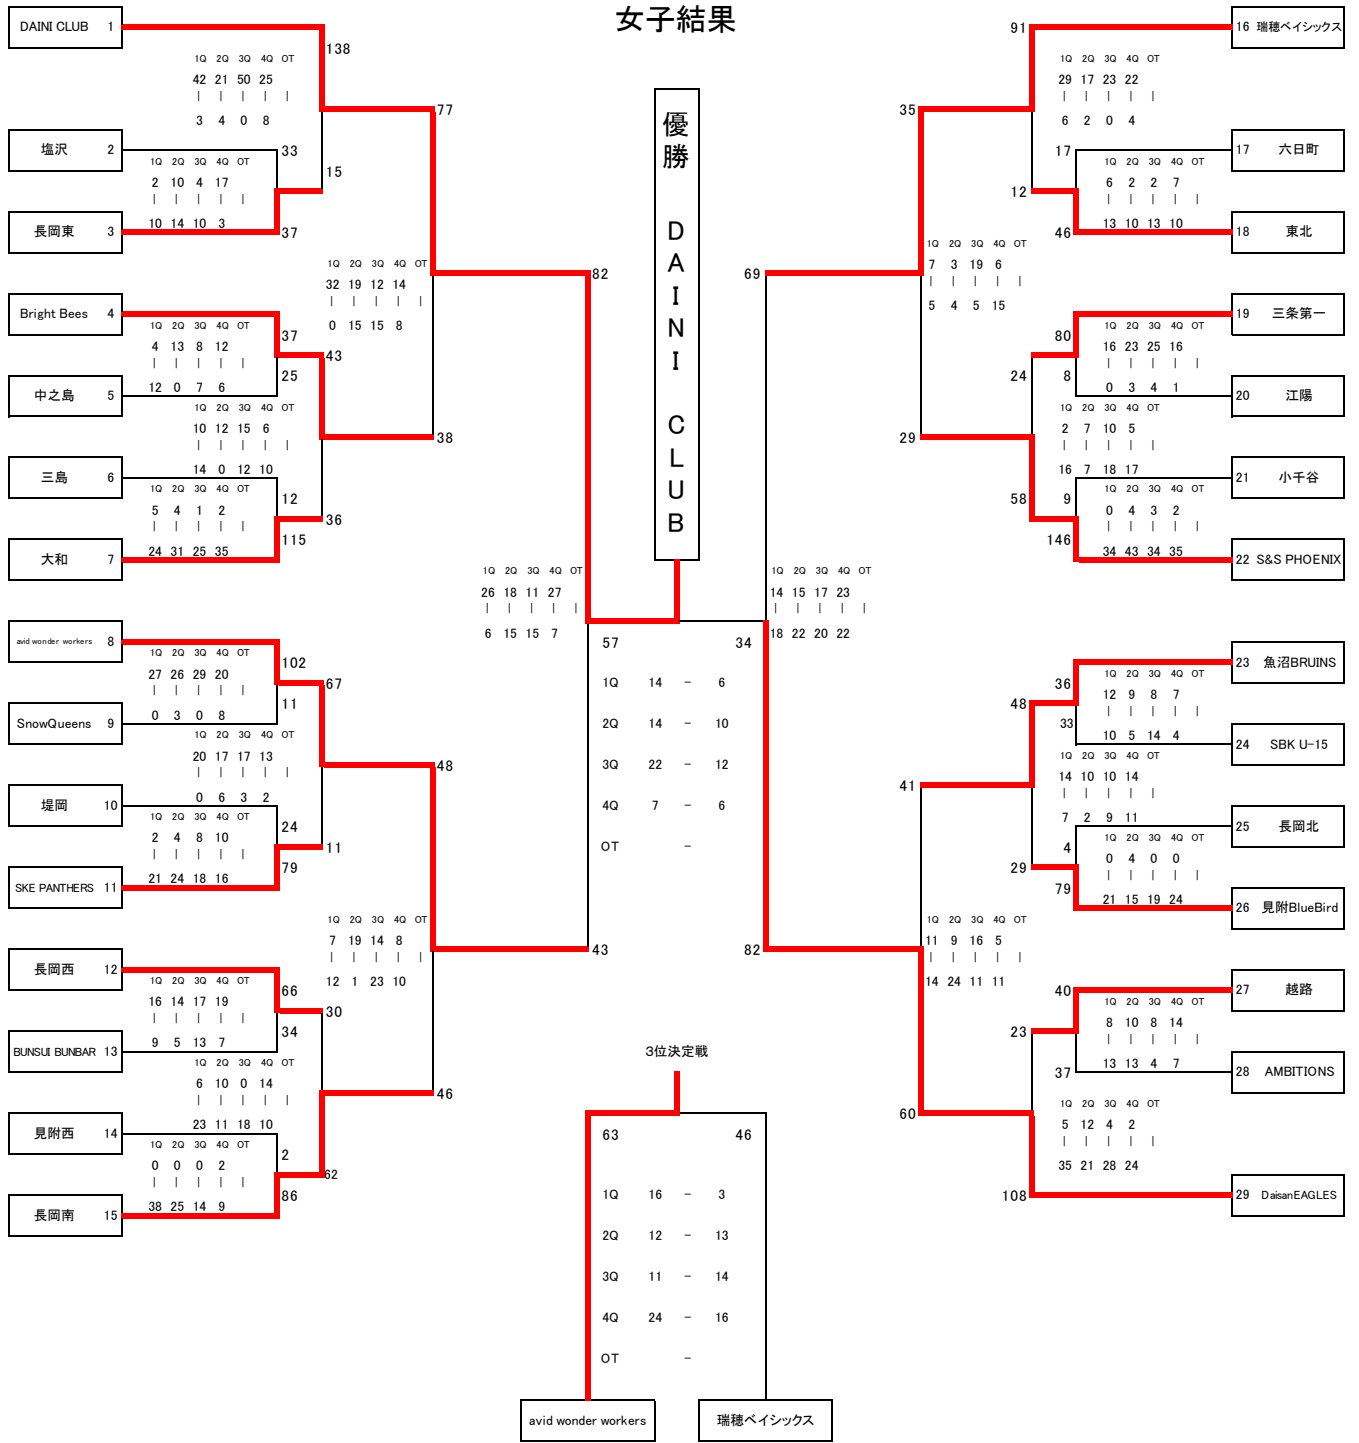 女子結果
DAINI CLUB 1
138
1Q 2Q 3Q 4Q OT
42 21 50 25
| | | | |
3 4 0 8
77
塩沢 2
33
1Q 2Q 3Q 4Q OT
2 10 4 17
| | | | |
10 14 10 3
15
長岡東 3
37
1Q 2Q 3Q 4Q OT
32 19 12 14
| | | | |
0 15 15 8
82
Bright Bees 4
37
1Q 2Q 3Q 4Q OT
4 13 8 12
| | | | |
12 0 7 6
43
25
中之島 5
1Q 2Q 3Q 4Q OT
10 12 15 6
| | | | |
14 0 12 10
38
三島 6
12
1Q 2Q 3Q 4Q OT
5 4 1 2
| | | | |
24 31 25 35
36
115
大和 7
1Q 2Q 3Q 4Q OT
26 18 11 27
| | | | |
6 15 15 7
avid wonder workers 8
102
1Q 2Q 3Q 4Q OT
27 26 29 20
| | | | |
0 3 0 8
67
11
SnowQueens 9
1Q 2Q 3Q 4Q OT
20 17 17 13
| | | | |
0 6 3 2
48
堤岡 10
24
1Q 2Q 3Q 4Q OT
2 4 8 10
| | | | |
21 24 18 16
11
79
SKE PANTHERS 11
1Q 2Q 3Q 4Q OT
7 19 14 8
| | | | |
12 1 23 10
43
長岡西 12
66
1Q 2Q 3Q 4Q OT
16 14 17 19
| | | | |
9 5 13 7
30
34
BUNSUI BUNBAR 13
1Q 2Q 3Q 4Q OT
6 10 0 14
| | | | |
23 11 18 10
46
見附西 14
2
1Q 2Q 3Q 4Q OT
0 0 0 2
| | | | |
38 25 14 9
62
86
長岡南 15
優勝 DAINI CLUB
57 34
1Q 14 - 6
2Q 14 - 10
3Q 22 - 12
4Q 7 - 6
OT -
3位決定戦
63 46
1Q 16 - 3
2Q 12 - 13
3Q 11 - 14
4Q 24 - 16
OT -
avid wonder workers
瑞穂ベイシックス
91
16 瑞穂ベイシックス
1Q 2Q 3Q 4Q OT
29 17 23 22
| | | | |
6 2 0 4
35
17
17 六日町
1Q 2Q 3Q 4Q OT
6 2 2 7
| | | | |
13 10 13 10
12
46
18 東北
1Q 2Q 3Q 4Q OT
7 3 19 6
| | | | |
5 4 5 15
69
19 三条第一
80
1Q 2Q 3Q 4Q OT
16 23 25 16
| | | | |
0 3 4 1
24
8
20 江陽
1Q 2Q 3Q 4Q OT
2 7 10 5
| | | | |
16 7 18 17
29
21 小千谷
9
1Q 2Q 3Q 4Q OT
0 4 3 2
| | | | |
34 43 34 35
58
146
22 S&S PHOENIX
1Q 2Q 3Q 4Q OT
14 15 17 23
| | | | |
18 22 20 22
23 魚沼BRUINS
36
1Q 2Q 3Q 4Q OT
12 9 8 7
| | | | |
10 5 14 4
48
33
24 SBK U-15
1Q 2Q 3Q 4Q OT
14 10 10 14
| | | | |
7 2 9 11
41
25 長岡北
4
1Q 2Q 3Q 4Q OT
0 4 0 0
| | | | |
21 15 19 24
29
79
26 見附BlueBird
1Q 2Q 3Q 4Q OT
11 9 16 5
| | | | |
14 24 11 11
82
27 越路
40
1Q 2Q 3Q 4Q OT
8 10 8 14
| | | | |
13 13 4 7
23
37
28 AMBITIONS
1Q 2Q 3Q 4Q OT
5 12 4 2
| | | | |
35 21 28 24
60
108
29 DaisanEAGLES